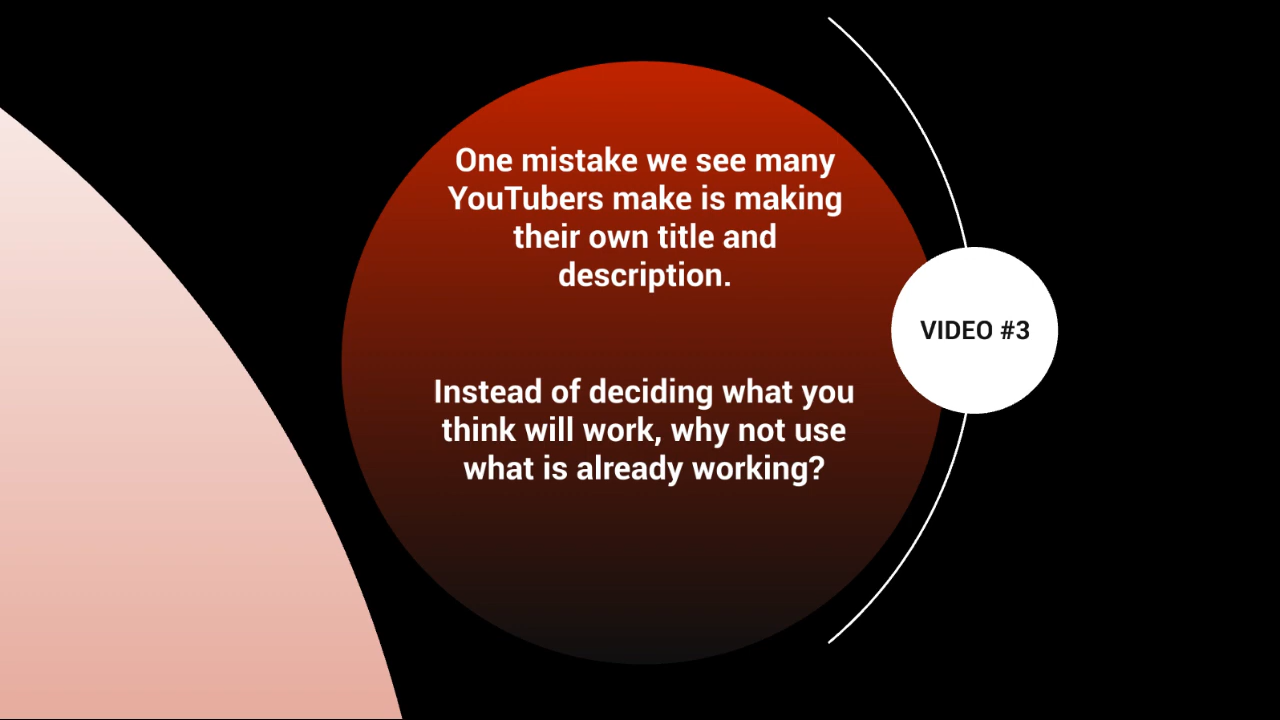 One mistake we see many
YouTubers make is making
their own title and
description.
Instead of deciding what you
think will work, why not use
what is already working?
VIDEO #3